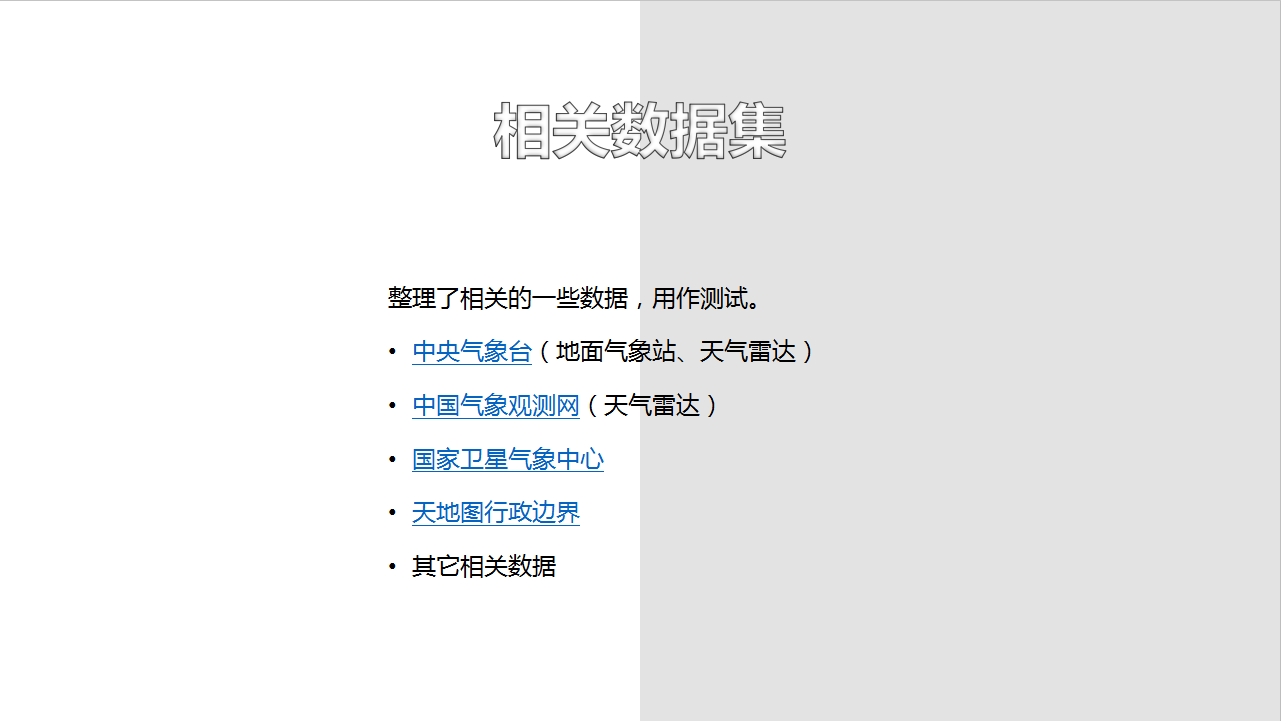 相关数据集
整理了相关的一些数据，用作测试。
• 中央气象台（地面气象站、天气雷达）
• 中国气象观测网（天气雷达）
• 国家卫星气象中心
• 天地图行政边界
• 其它相关数据